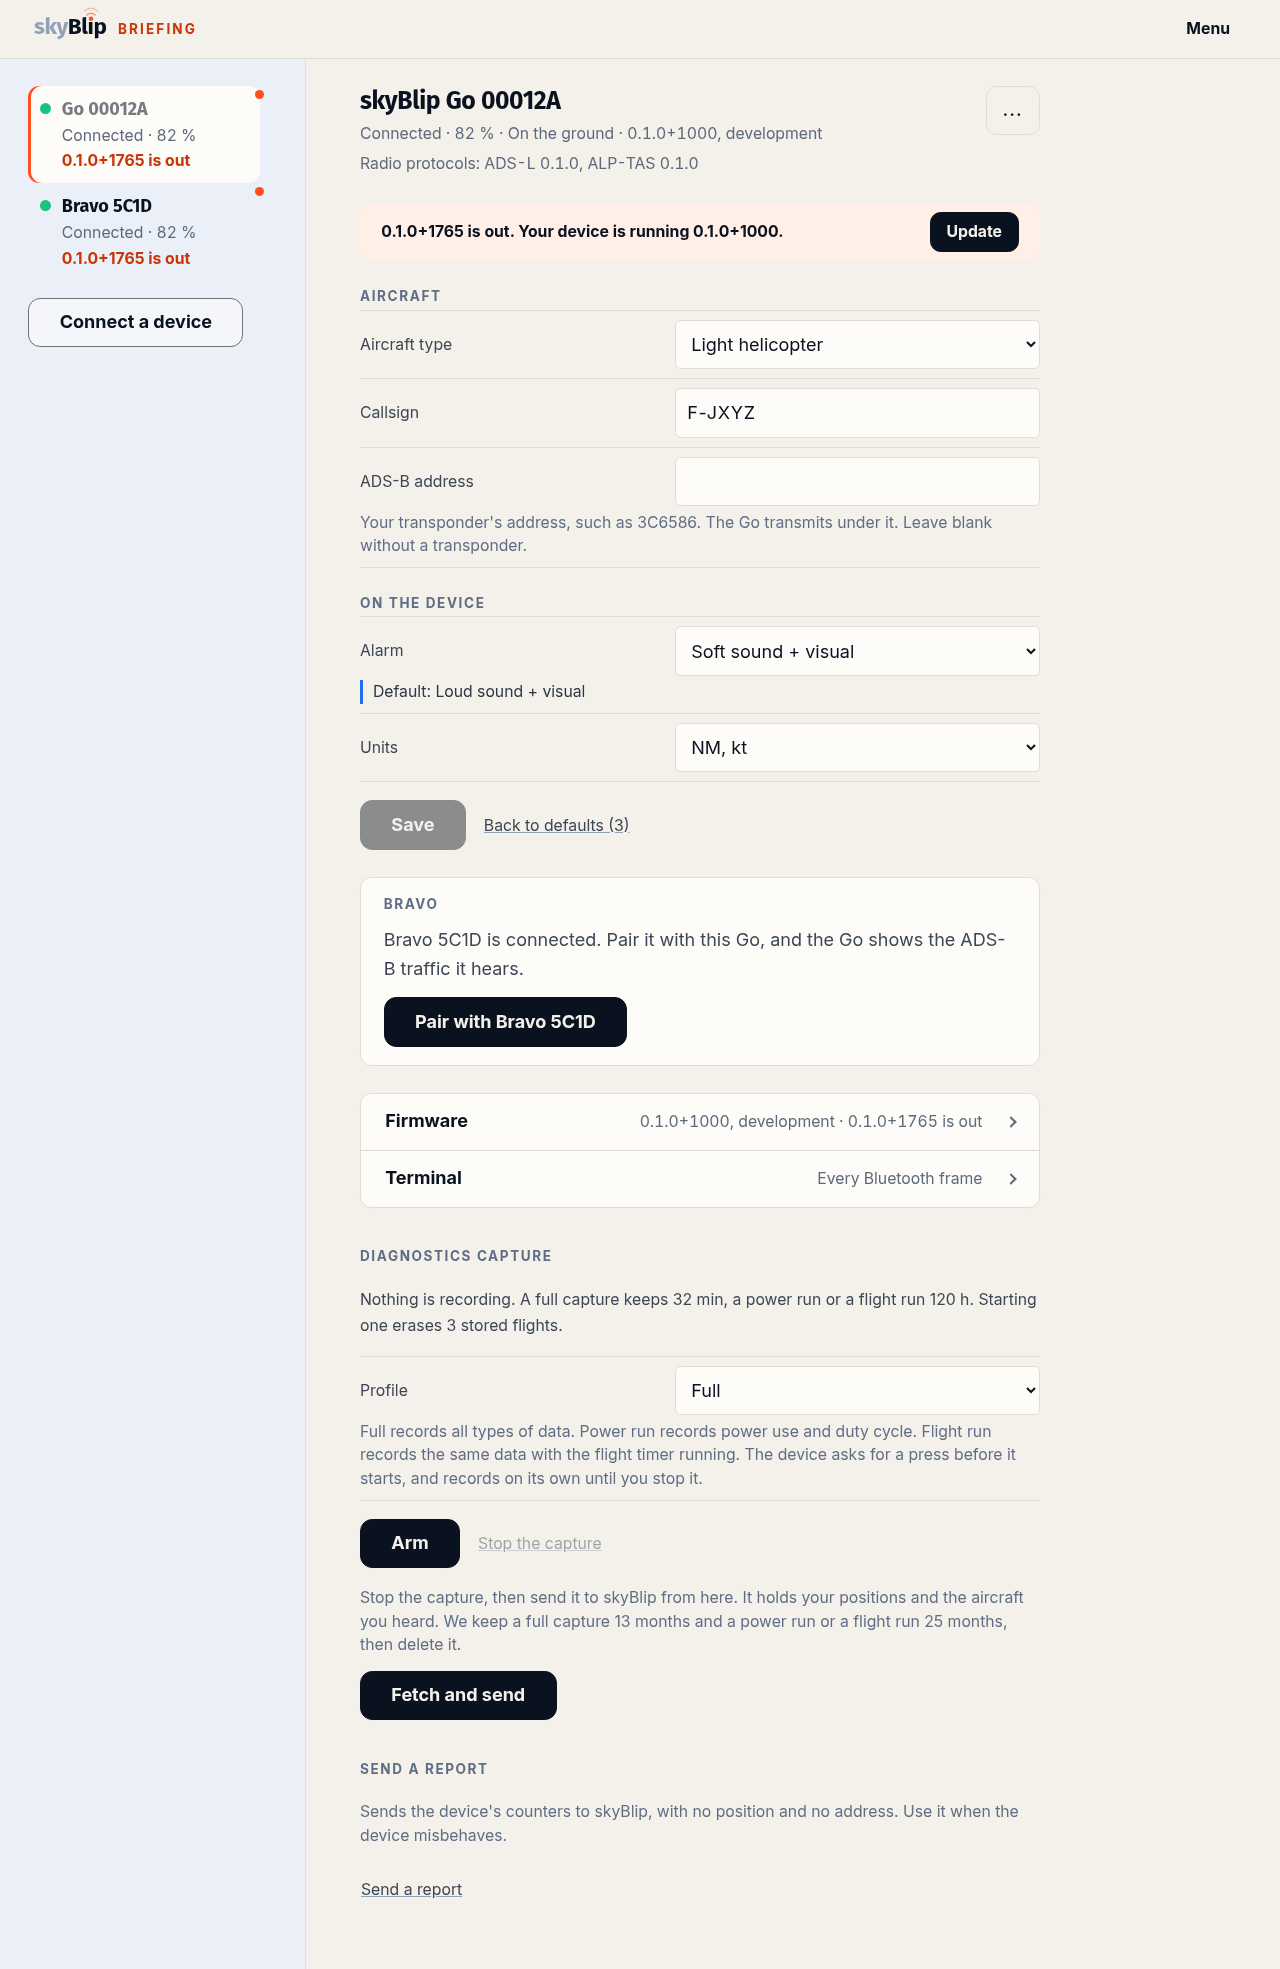 skyBlip BRIEFING
Menu
Go 00012A
Connected · 82 %
0.1.0+1765 is out
Bravo 5C1D
Connected · 82 %
0.1.0+1765 is out
Connect a device
skyBlip Go 00012A
...
Connected · 82 % · On the ground · 0.1.0+1000, development
Radio protocols: ADS-L 0.1.0, ALP-TAS 0.1.0
0.1.0+1765 is out. Your device is running 0.1.0+1000.
Update
AIRCRAFT
Aircraft type
Light helicopter
Callsign
F-JXYZ
ADS-B address
Your transponder's address, such as 3C6586. The Go transmits under it. Leave blank
without a transponder.
ON THE DEVICE
Alarm
Soft sound + visual
Default: Loud sound + visual
Units
NM, kt
Save
Back to defaults (3)
BRAVO
Bravo 5C1D is connected. Pair it with this Go, and the Go shows the ADS-
B traffic it hears.
Pair with Bravo 5C1D
Firmware
0.1.0+1000, development · 0.1.0+1765 is out
Terminal
Every Bluetooth frame
DIAGNOSTICS CAPTURE
Nothing is recording. A full capture keeps 32 min, a power run or a flight run 120 h. Starting
one erases 3 stored flights.
Profile
Full
Full records all types of data. Power run records power use and duty cycle. Flight run
records the same data with the flight timer running. The device asks for a press before it
starts, and records on its own until you stop it.
Arm
Stop the capture
Stop the capture, then send it to skyBlip from here. It holds your positions and the aircraft
you heard. We keep a full capture 13 months and a power run or a flight run 25 months,
then delete it.
Fetch and send
SEND A REPORT
Sends the device's counters to skyBlip, with no position and no address. Use it when the
device misbehaves.
Send a report